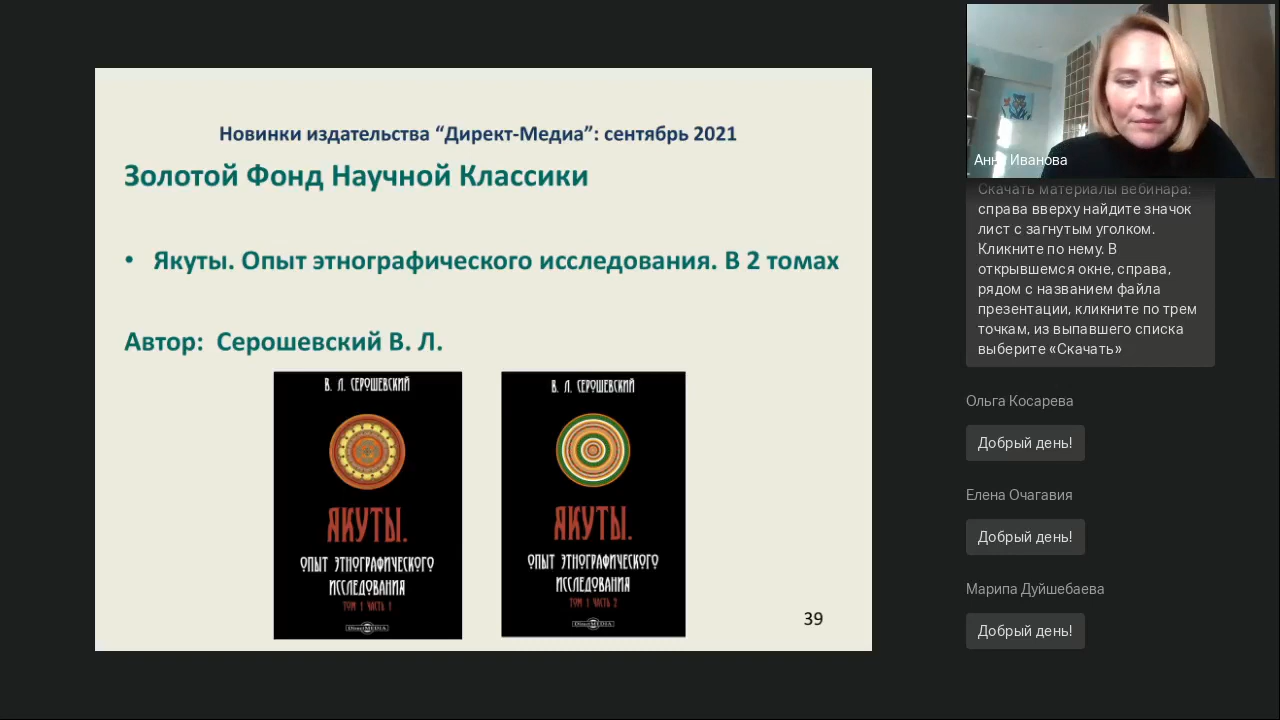 Новинки издательства “Директ-Медиа”: сентябрь 2021
Золотой Фонд Научной Классики
• Якуты. Опыт этнографического исследования. В 2 томах
Автор: Серошевский В. Л.
В. Л. СЕРОШЕВСКИЙ
ЯКУТЫ.
ОПЫТ ЭТНОГРАФИЧЕСКОГО
ИССЛЕДОВАНИЯ
ТОМ 1 ЧАСТЬ 1
DirectMEDIA
В. Л. СЕРОШЕВСКИЙ
ЯКУТЫ.
ОПЫТ ЭТНОГРАФИЧЕСКОГО
ИССЛЕДОВАНИЯ
ТОМ 1 ЧАСТЬ 2
DirectMEDIA
39
Анна Иванова
Скачать материалы вебинара:
справа вверху найдите значок
лист с загнутым уголком.
Кликните по нему. В
открывшемся окне, справа,
рядом с названием файла
презентации, кликните по трем
точкам, из выпавшего списка
выберите «Скачать»
Ольга Косарева
Добрый день!
Елена Очагавия
Добрый день!
Марипа Дуйшебаева
Добрый день!